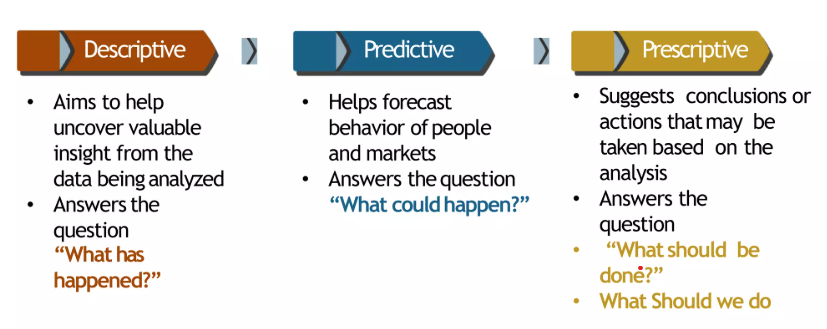 Descriptive
• Aims to help
uncover valuable
insight from the
data being analyzed
• Answers the
question
“What has
happened?”
Predictive
• Helps forecast
behavior of people
and markets
• Answers the question
“What could happen?”
Prescriptive
• Suggests conclusions or
actions that may be
taken based on the
analysis
• Answers the
question
• “What should be
done?”
• What Should we do